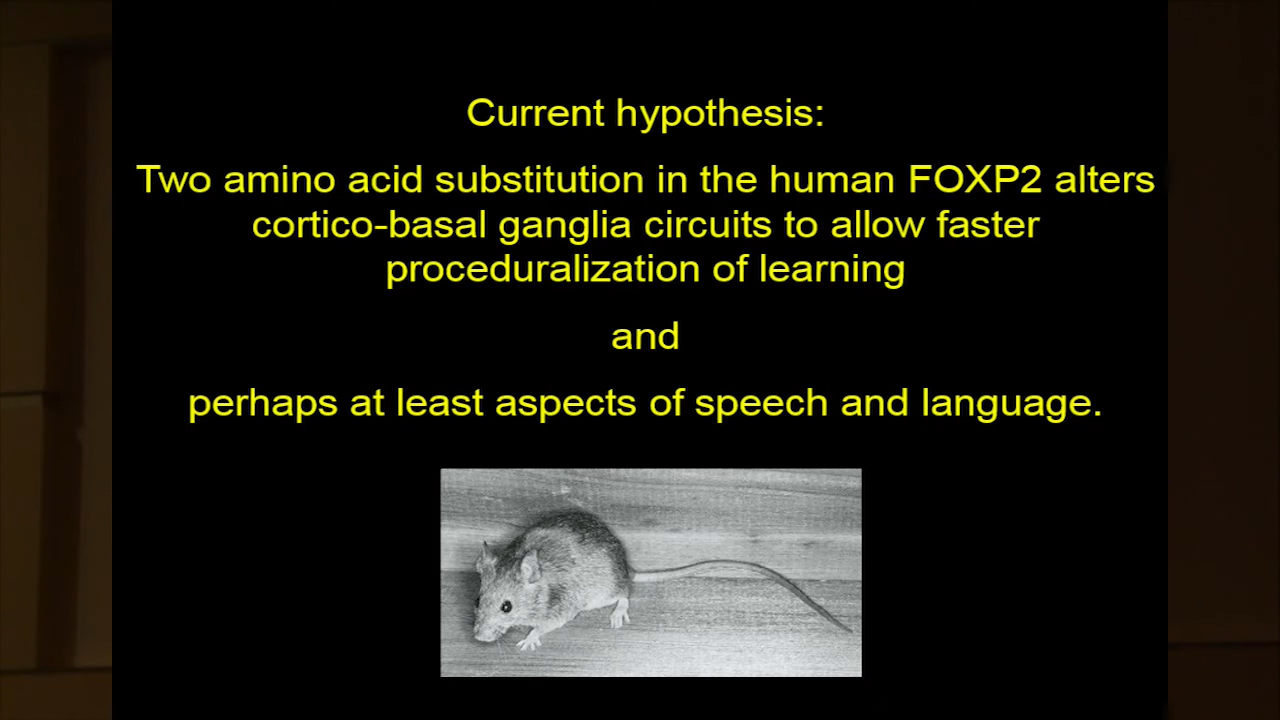 Current hypothesis:
Two amino acid substitution in the human FOXP2 alters
cortico-basal ganglia circuits to allow faster
proceduralization of learning
and
perhaps at least aspects of speech and language.